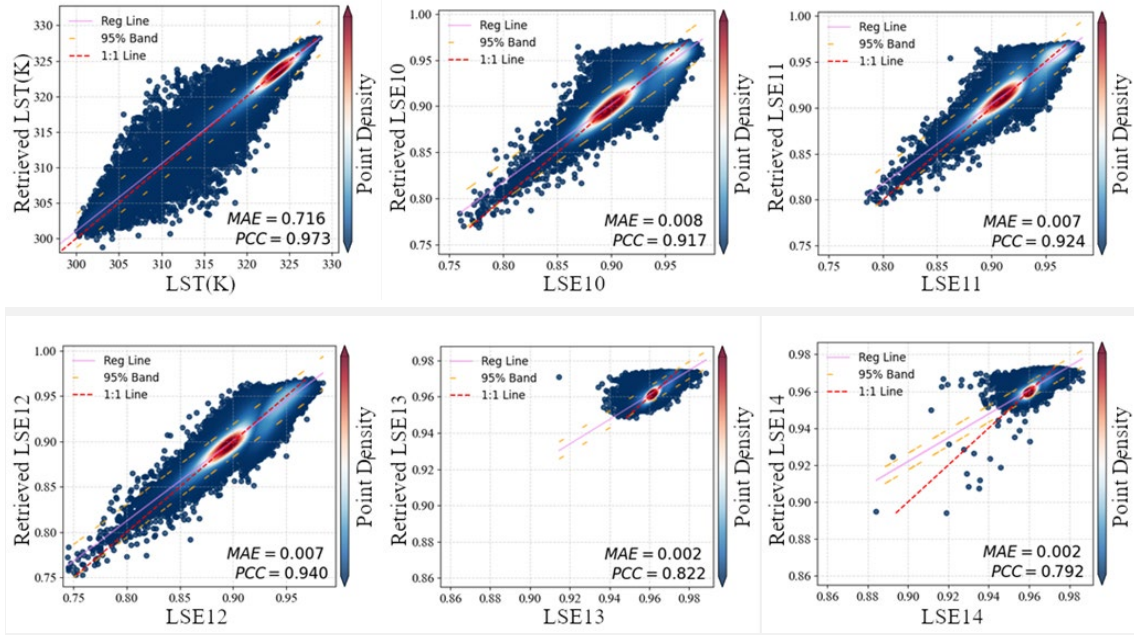 330
325
320
315
310
305
300
Retrieved LST(K)
Reg Line
95% Band
1:1 Line
MAE = 0.716
PCC = 0.973
300 305 310 315 320 325 330
LST(K)
Point Density
1.00
0.95
0.90
0.85
0.80
0.75
Retrieved LSE10
Reg Line
95% Band
1:1 Line
MAE = 0.008
PCC = 0.917
0.75 0.80 0.85 0.90 0.95
LSE10
Point Density
1.00
0.95
0.90
0.85
0.80
0.75
Retrieved LSE11
Reg Line
95% Band
1:1 Line
MAE = 0.007
PCC = 0.924
0.75 0.80 0.85 0.90 0.95
LSE11
Point Density
1.00
0.95
0.90
0.85
0.80
0.75
Retrieved LSE12
Reg Line
95% Band
1:1 Line
MAE = 0.007
PCC = 0.940
0.75 0.80 0.85 0.90 0.95
LSE12
Point Density
0.98
0.96
0.94
0.92
0.90
0.88
0.86
Retrieved LSE13
Reg Line
95% Band
1:1 Line
MAE = 0.002
PCC = 0.822
0.86 0.88 0.90 0.92 0.94 0.96 0.98
LSE13
Point Density
0.98
0.96
0.94
0.92
0.90
0.88
0.86
Retrieved LSE14
Reg Line
95% Band
1:1 Line
MAE = 0.002
PCC = 0.792
0.86 0.88 0.90 0.92 0.94 0.96 0.98
LSE14
Point Density